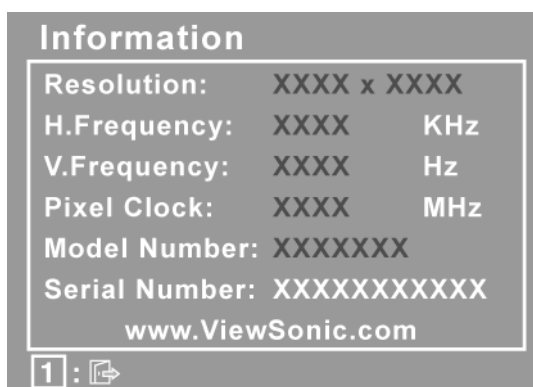 Information
Resolution: XXXX x XXXX
H.Frequency: XXXX KHz
V.Frequency: XXXX Hz
Pixel Clock: XXXX MHz
Model Number: XXXXXXX
Serial Number: XXXXXXXXXXX
www.ViewSonic.com
1 :